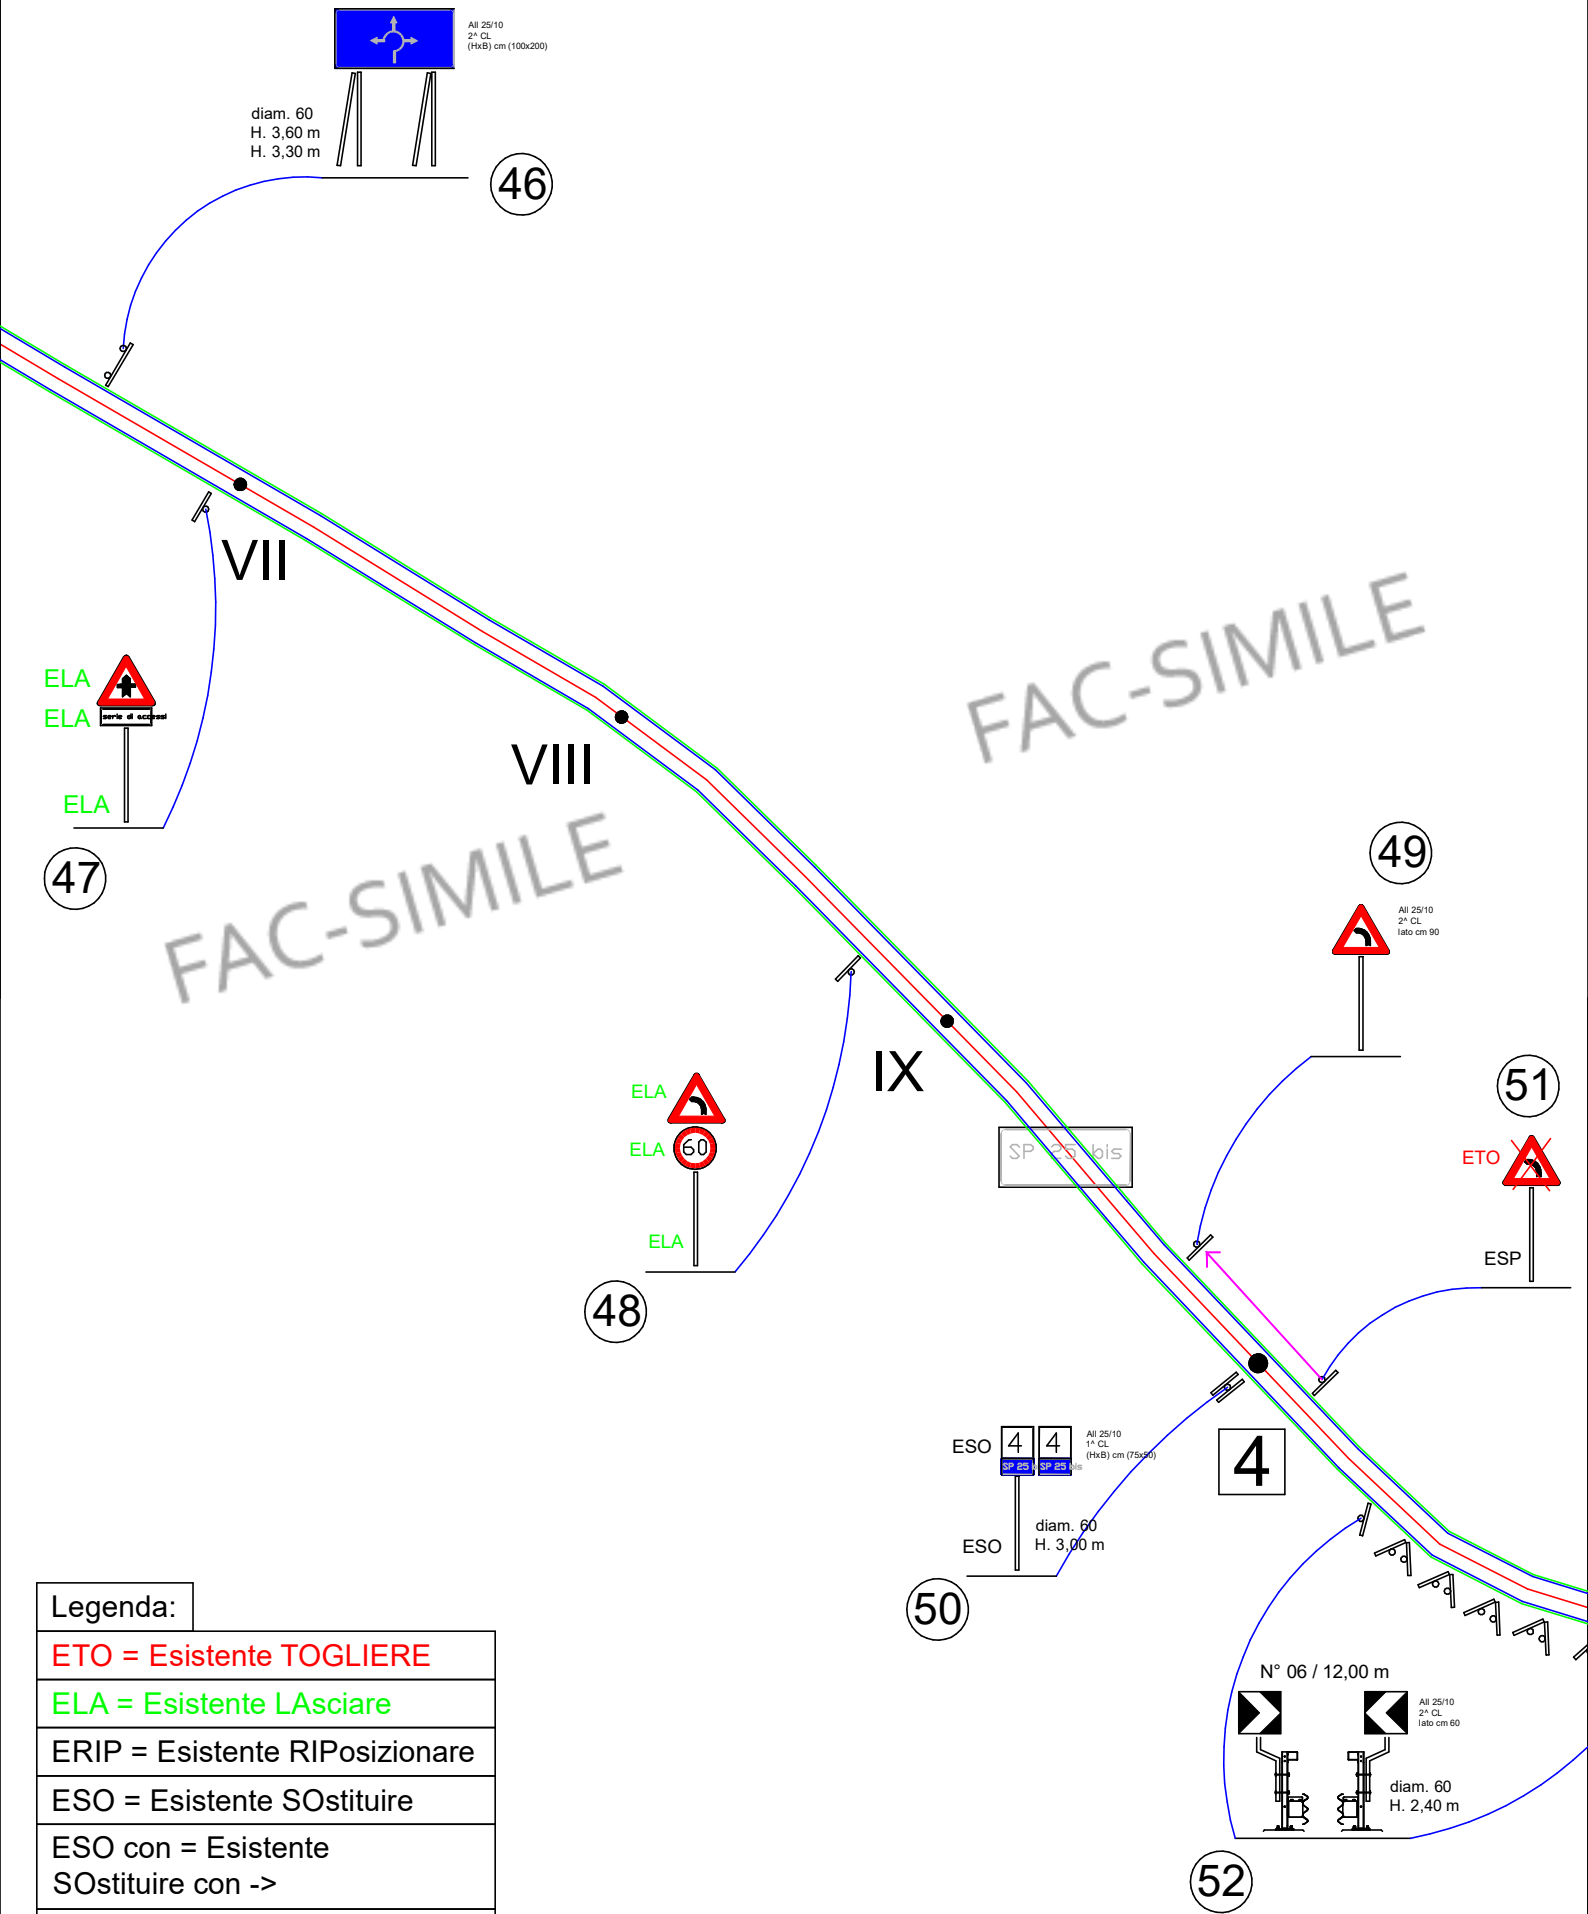 All 25/10
2^ CL
(HxB) cm (100x200)
diam. 60
H. 3,60 m
H. 3,30 m
46
VII
ELA
ELA
serie di accessi
ELA
47
VIII
FAC-SIMILE
FAC-SIMILE
49
All 25/10
2^ CL
lato cm 90
IX
ELA
ELA
60
ELA
48
SP 25 bis
51
ETO
ESP
ESO
4
4
SP 25
SP 25 bis
All 25/10
1^ CL
(HxB) cm (75x50)
4
diam. 60
H. 3,00 m
ESO
50
N° 06 / 12,00 m
All 25/10
2^ CL
lato cm 60
diam. 60
H. 2,40 m
52
Legenda:
ETO = Esistente TOGLIERE
ELA = Esistente LAsciare
ERIP = Esistente RIPosizionare
ESO = Esistente SOstituire
ESO con = Esistente
SOstituire con ->